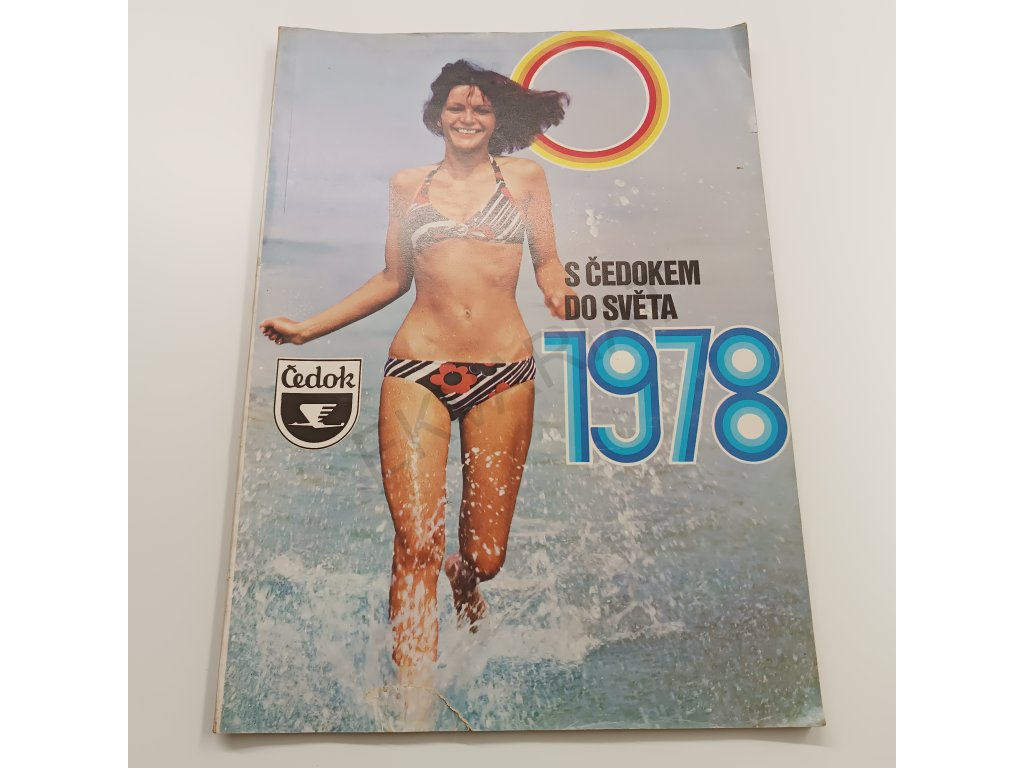 S ČEDOKEM
DO SVĚTA
1978
Čedok